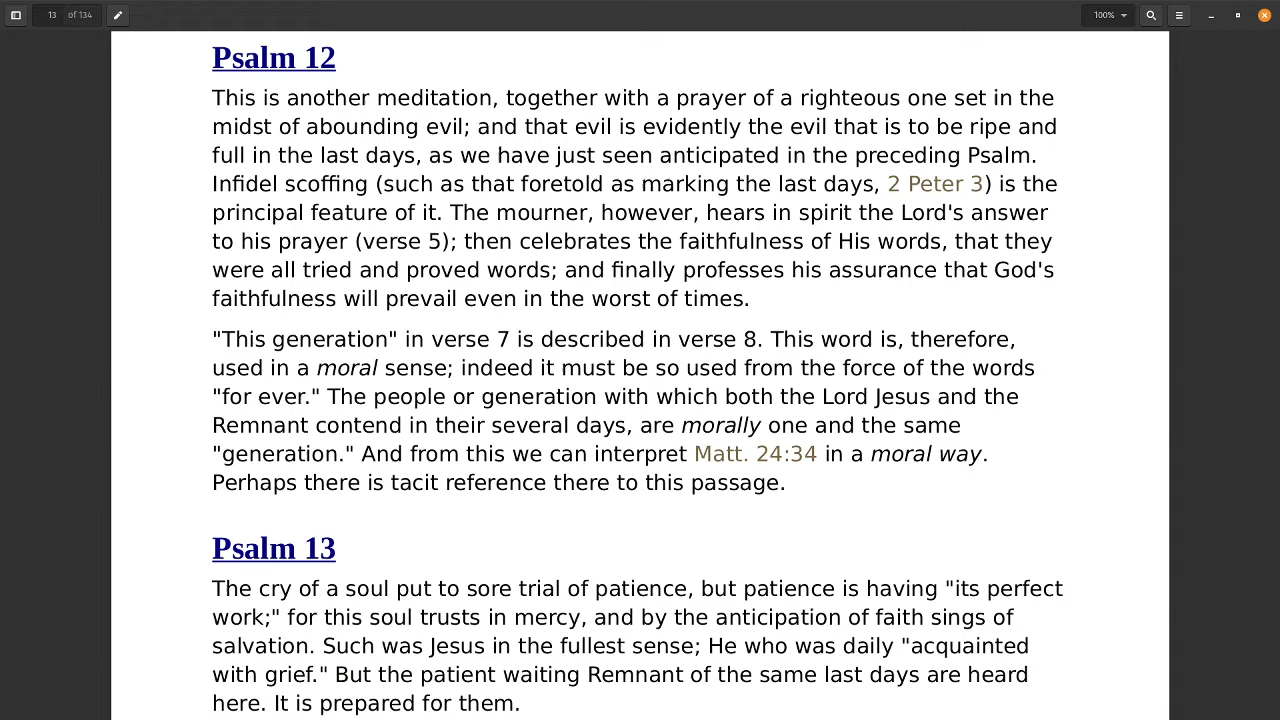 13 of 134
100%
Psalm 12
This is another meditation, together with a prayer of a righteous one set in the
midst of abounding evil; and that evil is evidently the evil that is to be ripe and
full in the last days, as we have just seen anticipated in the preceding Psalm.
Infidel scoffing (such as that foretold as marking the last days, 2 Peter 3) is the
principal feature of it. The mourner, however, hears in spirit the Lord's answer
to his prayer (verse 5); then celebrates the faithfulness of His words, that they
were all tried and proved words; and finally professes his assurance that God's
faithfulness will prevail even in the worst of times.
"This generation" in verse 7 is described in verse 8. This word is, therefore,
used in a moral sense; indeed it must be so used from the force of the words
"for ever." The people or generation with which both the Lord Jesus and the
Remnant contend in their several days, are morally one and the same
"generation." And from this we can interpret Matt. 24:34 in a moral way.
Perhaps there is tacit reference there to this passage.
Psalm 13
The cry of a soul put to sore trial of patience, but patience is having "its perfect
work;" for this soul trusts in mercy, and by the anticipation of faith sings of
salvation. Such was Jesus in the fullest sense; He who was daily "acquainted
with grief." But the patient waiting Remnant of the same last days are heard
here. It is prepared for them.